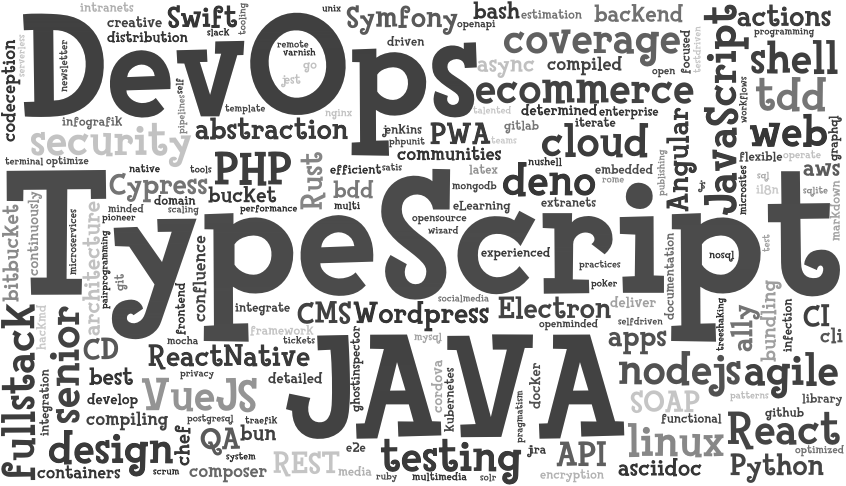 intranets
creative
Swift
unix
Symfony
bash
estimation
backend
actions
distribution
slack
tooling
openapi
programming
codeception
serverless
newsletter
DevOps
remote
varnish
driven
coverage
focused
testdriven
JavaScript
shell
go
jest
async
compiled
open
self
pipelines
template
nginx
talented
ecommerce
workflows
tdd
infografik
security
abstraction
jenkins
phpunit
PWA
gitlab
teams
determined
enterprise
iterate
cloud
Angular
web
graphql
terminal
optimize
communities
nushell
flexible
operate
native
tools
PHP
Rust
efficient
satis
latex
embedded
rome
publishing
microsites
sql
aws
Cypress
bucket
bdd
mongodb
deno
il8n
sqlite
domain
minded
scaling
performance
multi
eLearning
extranets
markdown
bitbucket
continuously
microservices
architecture
pioneer
opensource
wizard
TypeScript
pairprogramming
git
confluence
experienced
practices
poker
documentation
nosql
test
frontend
integrate
socialmedia
CMS
Wordpress
Electron
deliver
bundling
fullstack
hackmd
senior
framework
openminded
selfdriven
treeshaking
ally
infection
CI
cli
CD
mocha
tickets
ReactNative
ghostinspector
JAVA
mysql
apps
integration
best
privacy
detailed
cordova
kubernetes
docker
nodejs
agile
develop
VueJS
pragmatism
SOAP
patterns
library
compiling
postgresql
traefik
functional
github
design
chef
QA
bun
system
e2e
testing
jra
API
linux
React
optimized
containers
scrum
composer
REST
media
ruby
multimedia
solr
encryption
asciidoc
Python